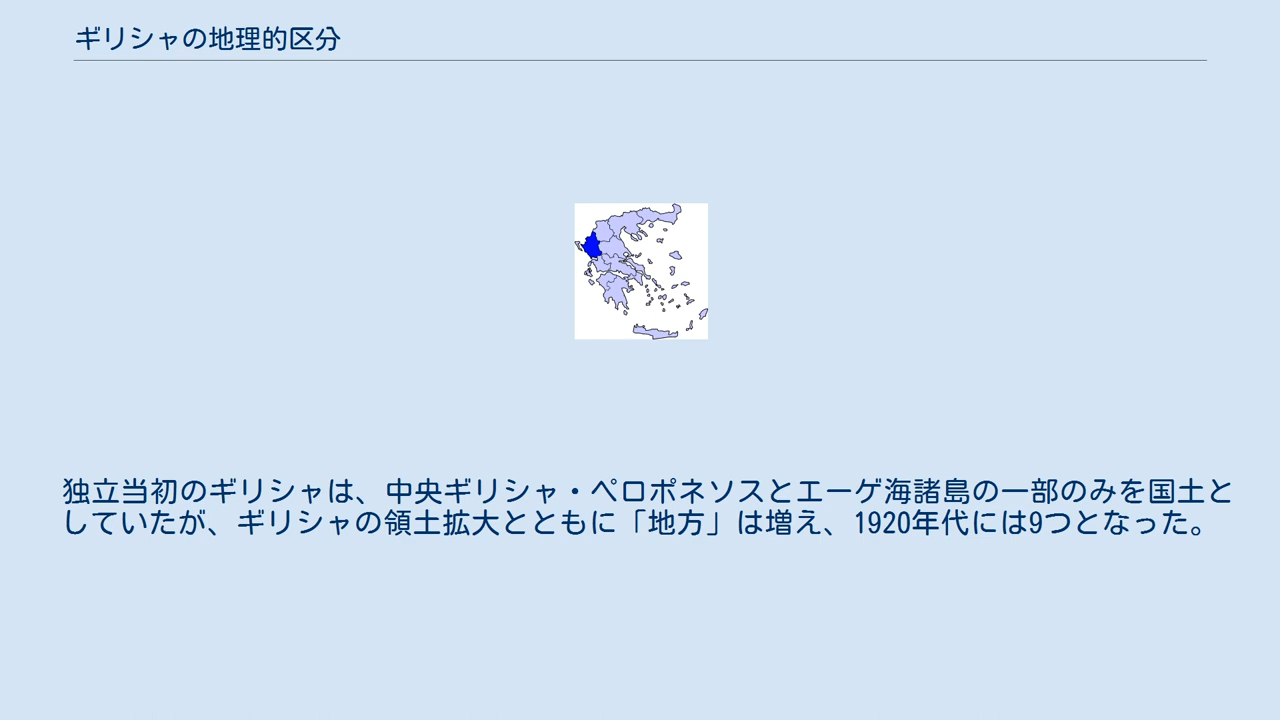 ギリシャの地理的区分
独立当初のギリシャは、中央ギリシャ・ペロポネソスとエーゲ海諸島の一部のみを国土と
していたが、ギリシャの領土拡大とともに「地方」は増え、1920年代には9つとなった。